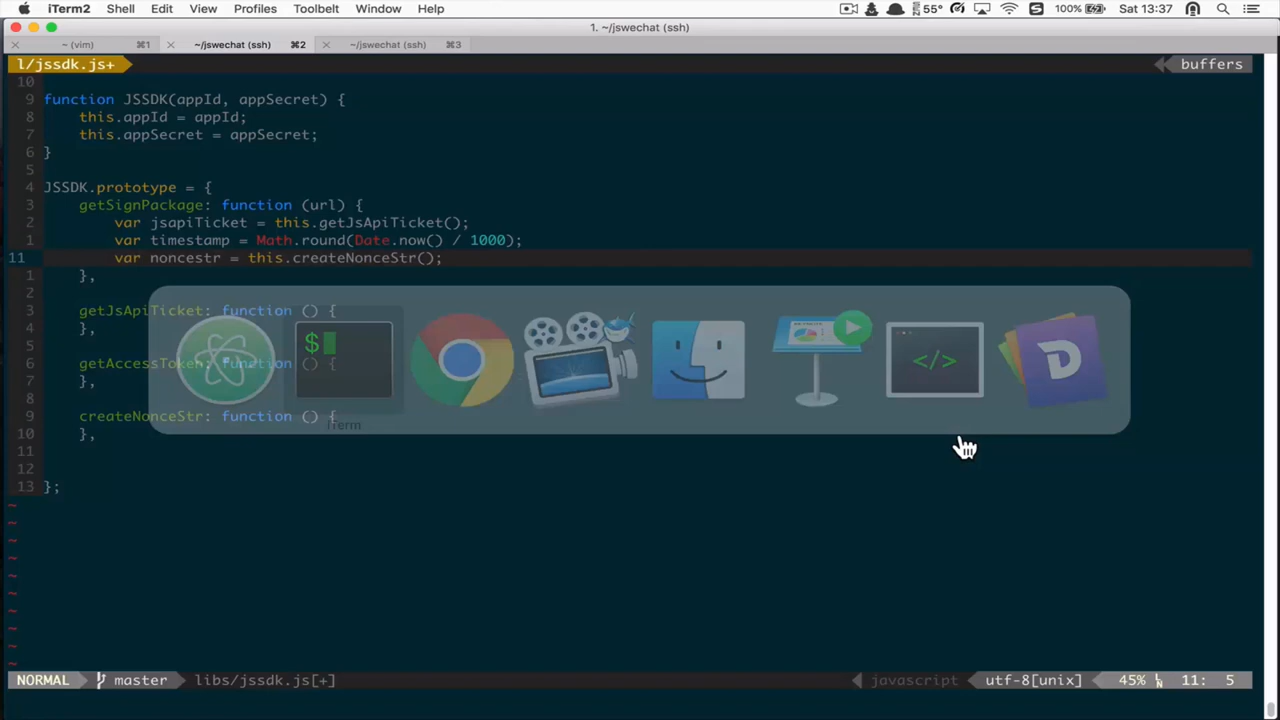 iTerm2 Shell Edit View Profiles Toolbelt Window Help 55° 100% Sat 13:37
1. ~/jswechat (ssh)
~ (vim) ⌘1 ~/jswechat (ssh) ⌘2 ~/jswechat (ssh) ⌘3
l/jssdk.js+ buffers
10
9 function JSSDK(appId, appSecret) {
8 this.appId = appId;
7 this.appSecret = appSecret;
6 }
5
4 JSSDK.prototype = {
3 getSignPackage: function (url) {
2 var jsapiTicket = this.getJsApiTicket();
1 var timestamp = Math.round(Date.now() / 1000);
11 var noncestr = this.createNonceStr();
1 },
2
3 getJsApiTicket: function () {
4 },
5
6 getAccessToken: function () {
7 },
8
9 createNonceStr: function () {
10 },
11
12
13 };
$
</>
D
iTerm
~
~
~
~
~
~
~
~
~
~
NORMAL master libs/jssdk.js[+] javascript utf-8[unix] 45% 11: 5